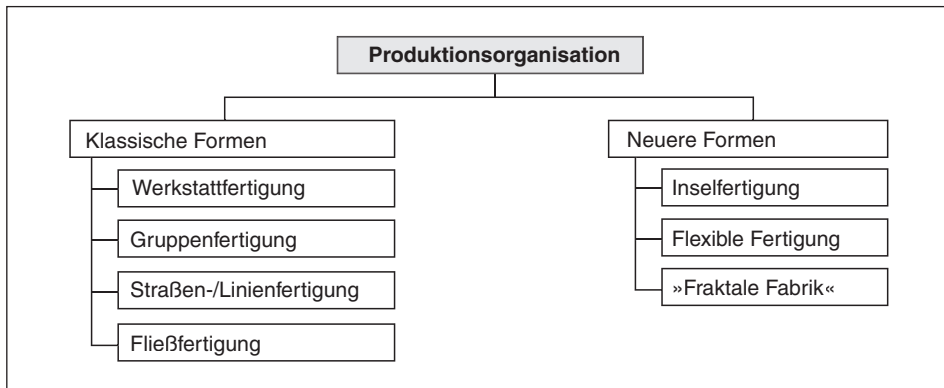 Produktionsorganisation
Klassische Formen
Werkstattfertigung
Gruppenfertigung
Straßen-/Linienfertigung
Fließfertigung
Neuere Formen
Inselfertigung
Flexible Fertigung
»Fraktale Fabrik«